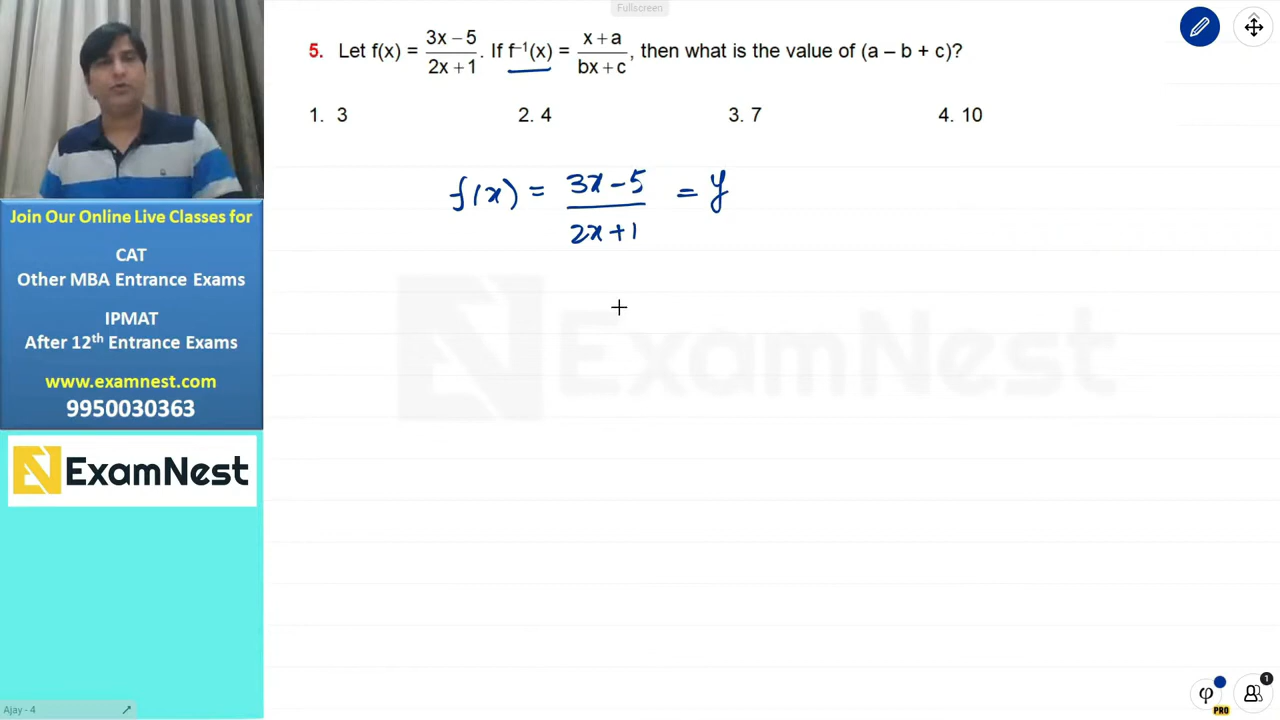 Fullscreen
5. Let f(x) = 3x – 5 / 2x + 1. If f⁻¹(x) = x + a / bx + c, then what is the value of (a – b + c)?
1. 3 2. 4 3. 7 4. 10
f(x) = 3x – 5 / 2x + 1 = y
Join Our Online Live Classes for
CAT
Other MBA Entrance Exams
IPMAT
After 12th Entrance Exams
www.examnest.com
9950030363
ExamNest
ExamNest
Ajay - 4
φ
PRO
1